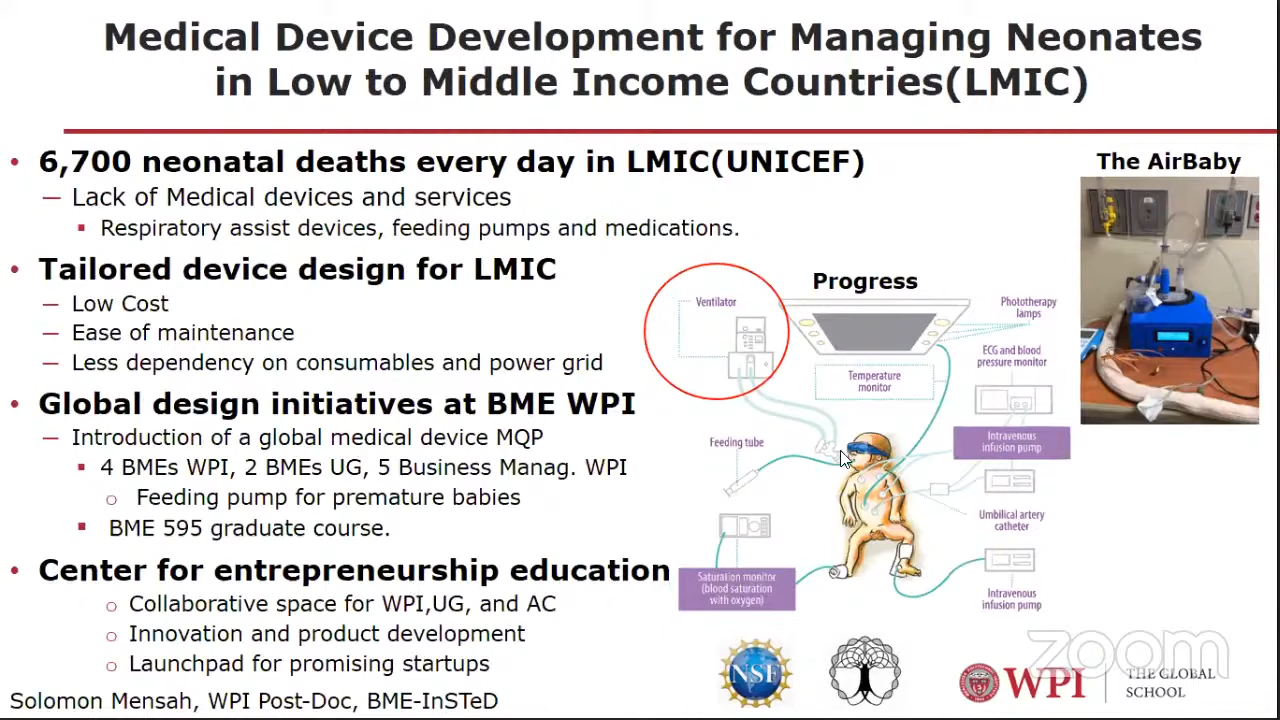 Medical Device Development for Managing Neonates
in Low to Middle Income Countries(LMIC)
• 6,700 neonatal deaths every day in LMIC(UNICEF)
— Lack of Medical devices and services
▪ Respiratory assist devices, feeding pumps and medications.
• Tailored device design for LMIC
— Low Cost
— Ease of maintenance
— Less dependency on consumables and power grid
• Global design initiatives at BME WPI
— Introduction of a global medical device MQP
▪ 4 BMEs WPI, 2 BMEs UG, 5 Business Manag. WPI
o Feeding pump for premature babies
▪ BME 595 graduate course.
• Center for entrepreneurship education
o Collaborative space for WPI,UG, and AC
o Innovation and product development
o Launchpad for promising startups
Solomon Mensah, WPI Post-Doc, BME-InSTeD
The AirBaby
Progress
Ventilator
Phototherapy
lamps
ECG and blood
pressure monitor
Temperature
monitor
Feeding tube
Intravenous
infusion pump
Umbilical artery
catheter
Saturation monitor
(blood saturation
with oxygen)
Intravenous
infusion pump
NSF
WPI
THE GLOBAL
SCHOOL
zoom